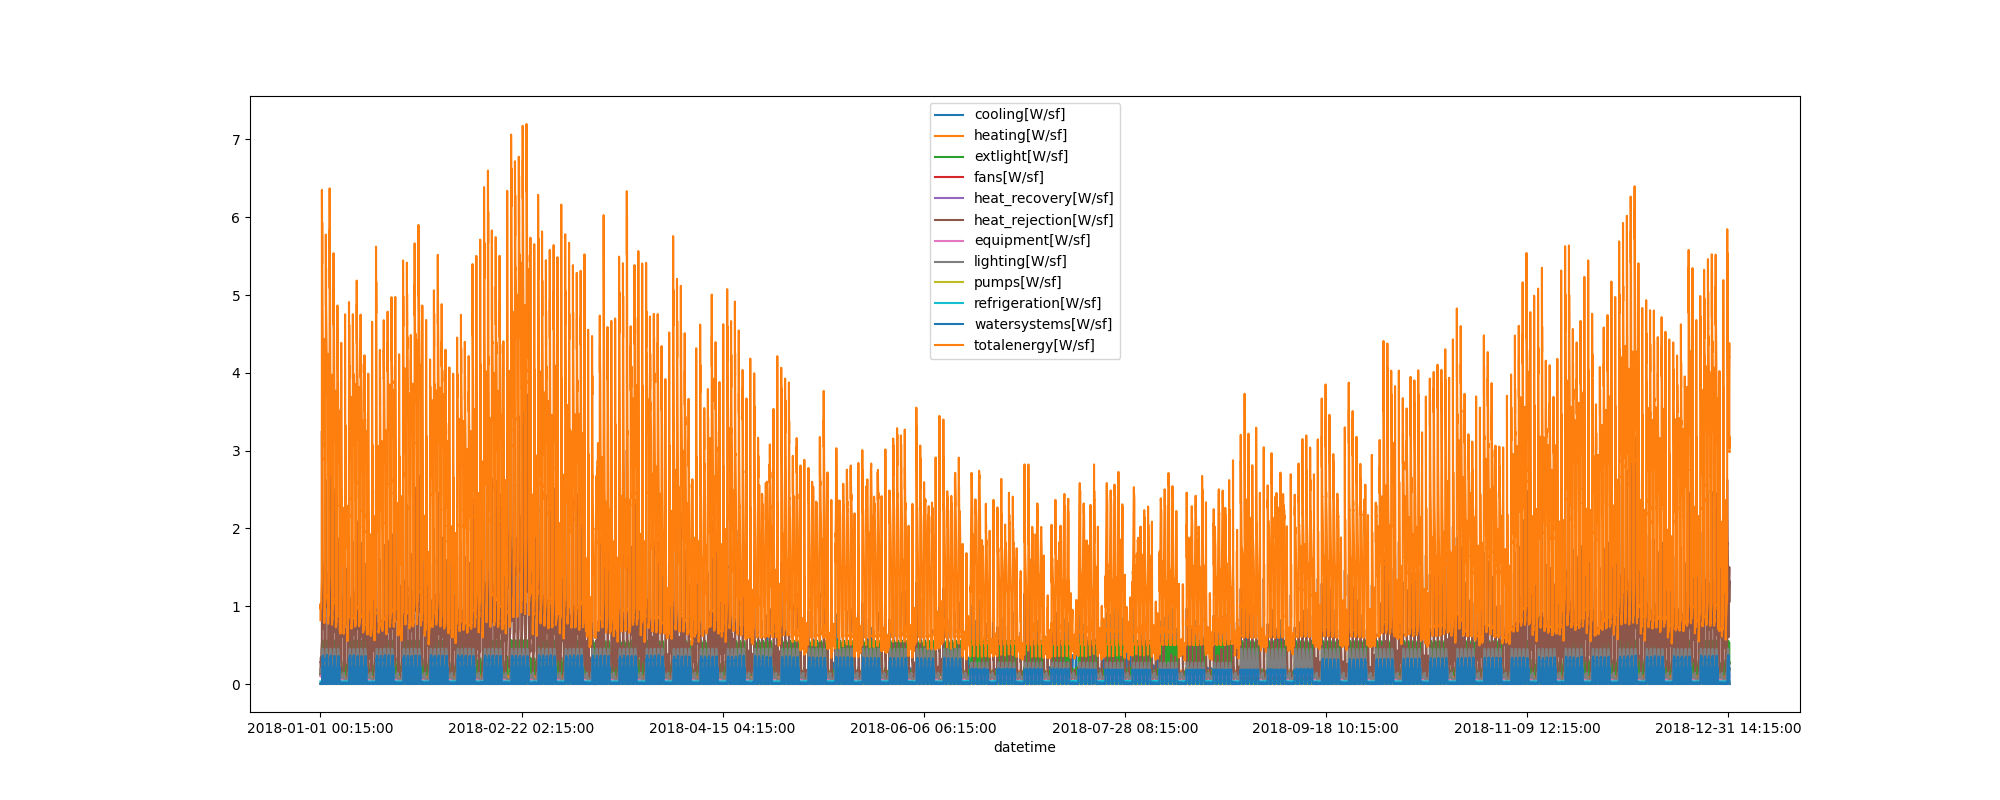 cooling[W/sf]
heating[W/sf]
extlight[W/sf]
fans[W/sf]
heat_recovery[W/sf]
heat_rejection[W/sf]
equipment[W/sf]
lighting[W/sf]
pumps[W/sf]
refrigeration[W/sf]
watersystems[W/sf]
totalenergy[W/sf]
7
6
5
4
3
2
1
0
2018-01-01 00:15:00 2018-02-22 02:15:00 2018-04-15 04:15:00 2018-06-06 06:15:00 2018-07-28 08:15:00 2018-09-18 10:15:00 2018-11-09 12:15:00 2018-12-31 14:15:00
datetime